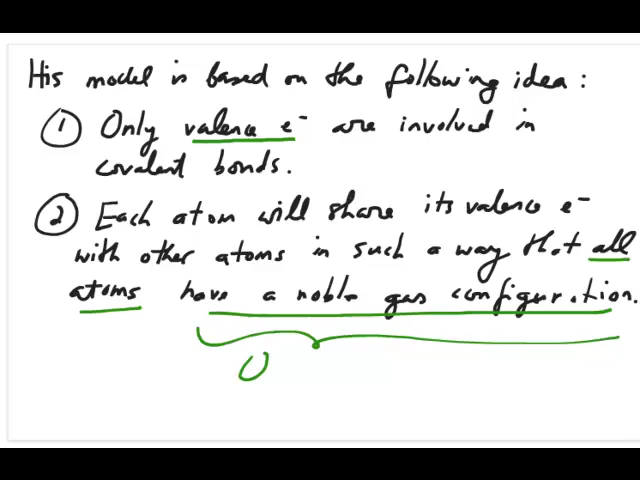 His model is based on the following idea:
① Only valence e⁻ are involved in
covalent bonds.
② Each atom will share its valence e⁻
with other atoms in such a way that all
atoms have a noble gas configuration.
O